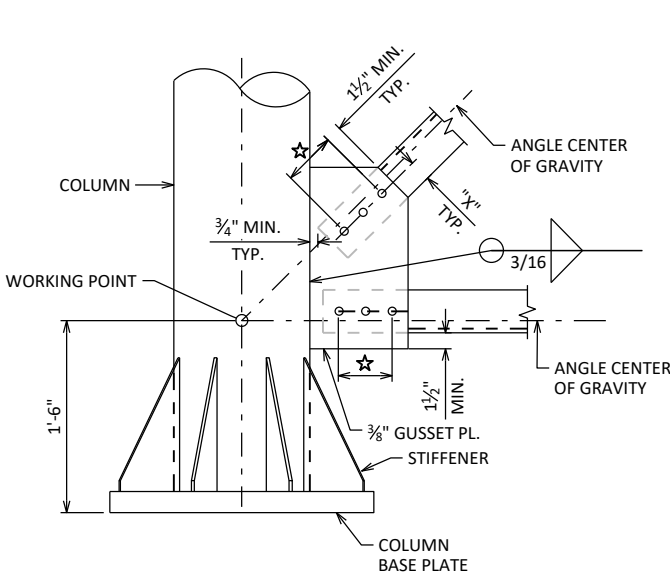 1½" MIN.
TYP.
☆
ANGLE CENTER
OF GRAVITY
COLUMN
"X"
TYP.
¾" MIN.
TYP.
3/16
WORKING POINT
☆
1½"
MIN.
ANGLE CENTER
OF GRAVITY
1'-6"
⅜" GUSSET PL.
STIFFENER
COLUMN
BASE PLATE